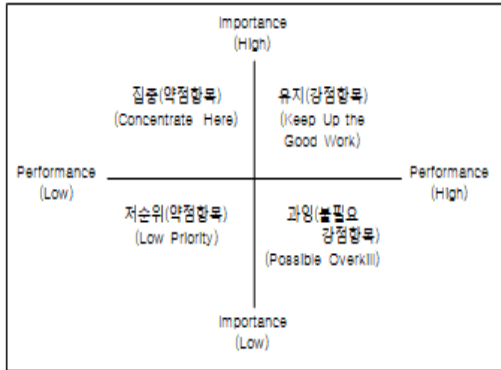 Importance
(High)
집중(약점항목)
(Concentrate Here)
유지(강점항목)
(Keep Up the
Good Work)
Performance
(Low)
Performance
(High)
저순위(약점항목)
(Low Priority)
과잉(불필요
강점항목)
(Possible Overkill)
Importance
(Low)